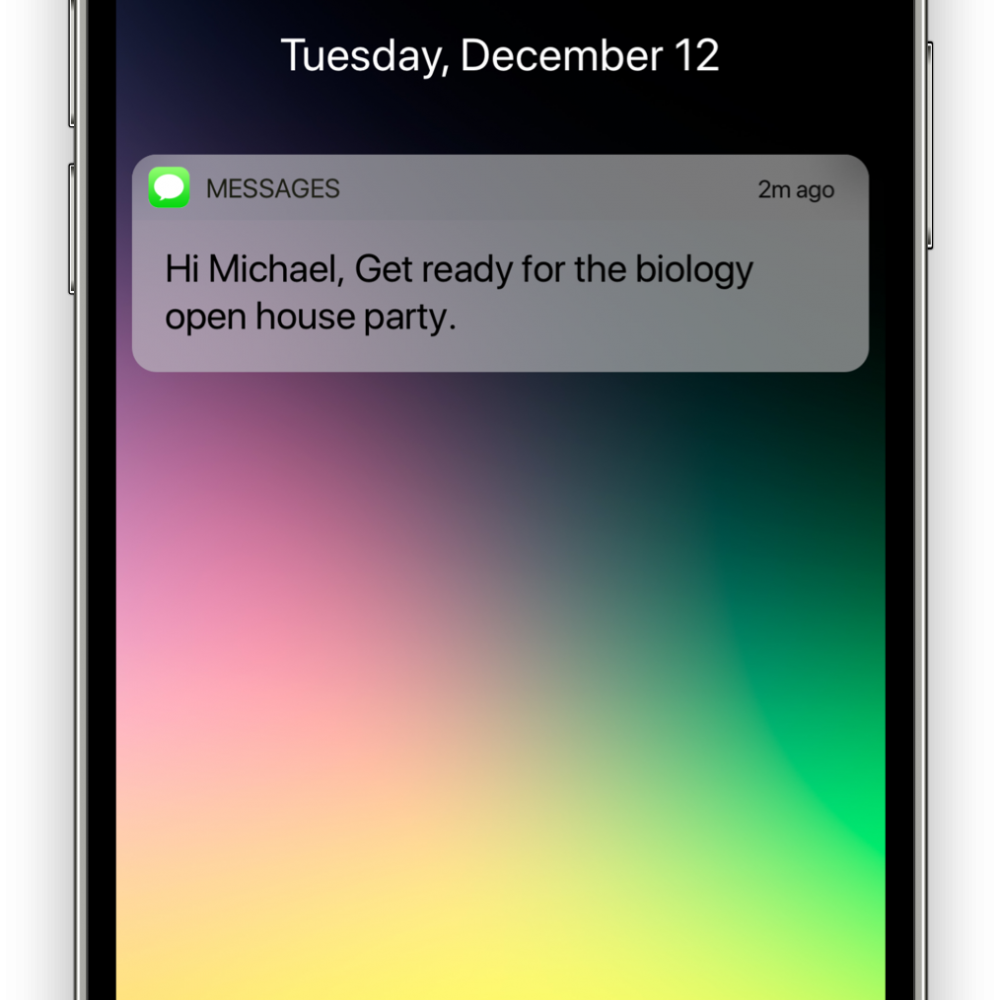 Tuesday, December 12
MESSAGES 2m ago
Hi Michael, Get ready for the biology
open house party.